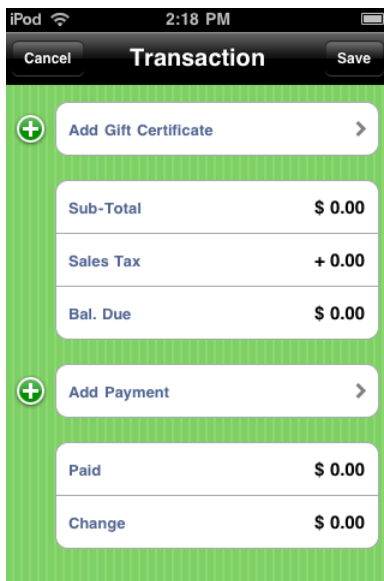 iPod 2:18 PM
Cancel Transaction Save
Add Gift Certificate
Sub-Total $ 0.00
Sales Tax + 0.00
Bal. Due $ 0.00
Add Payment
Paid $ 0.00
Change $ 0.00